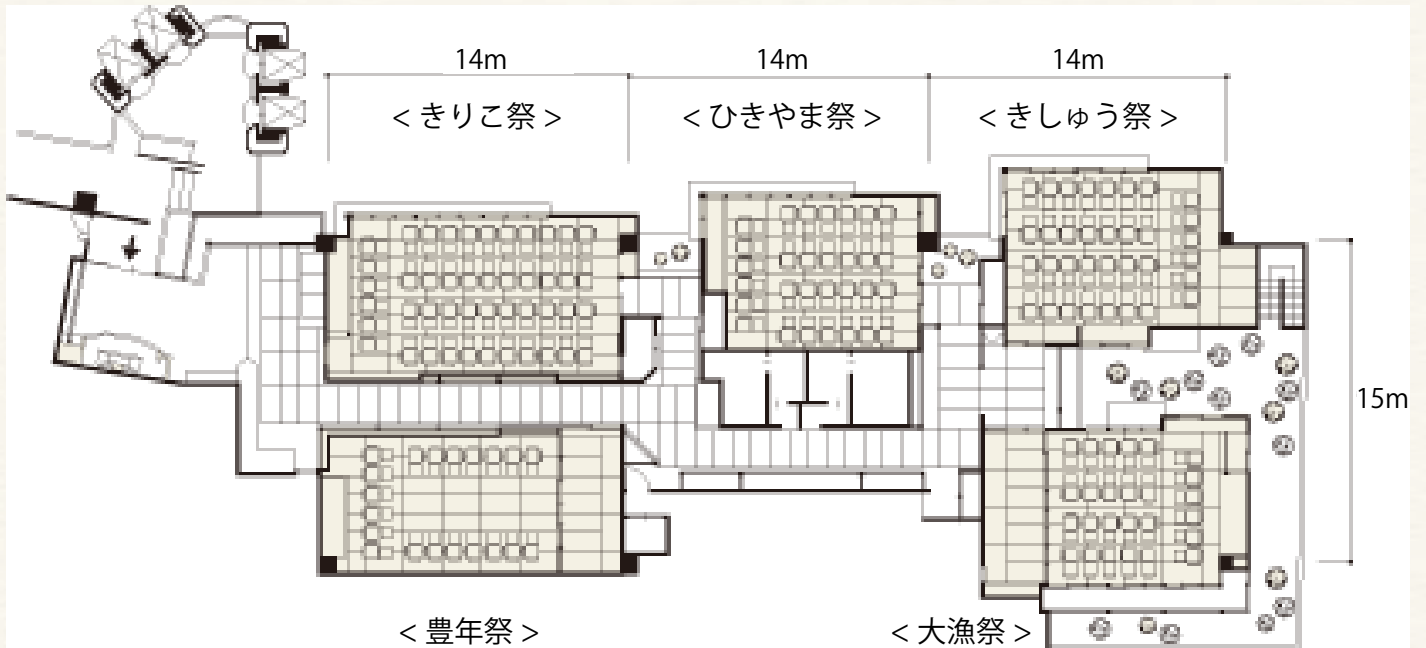 14m
14m
14m
< きりこ祭 >
< ひきやま祭 >
< きしゅう祭 >
15m
< 豊年祭 >
< 大漁祭 >